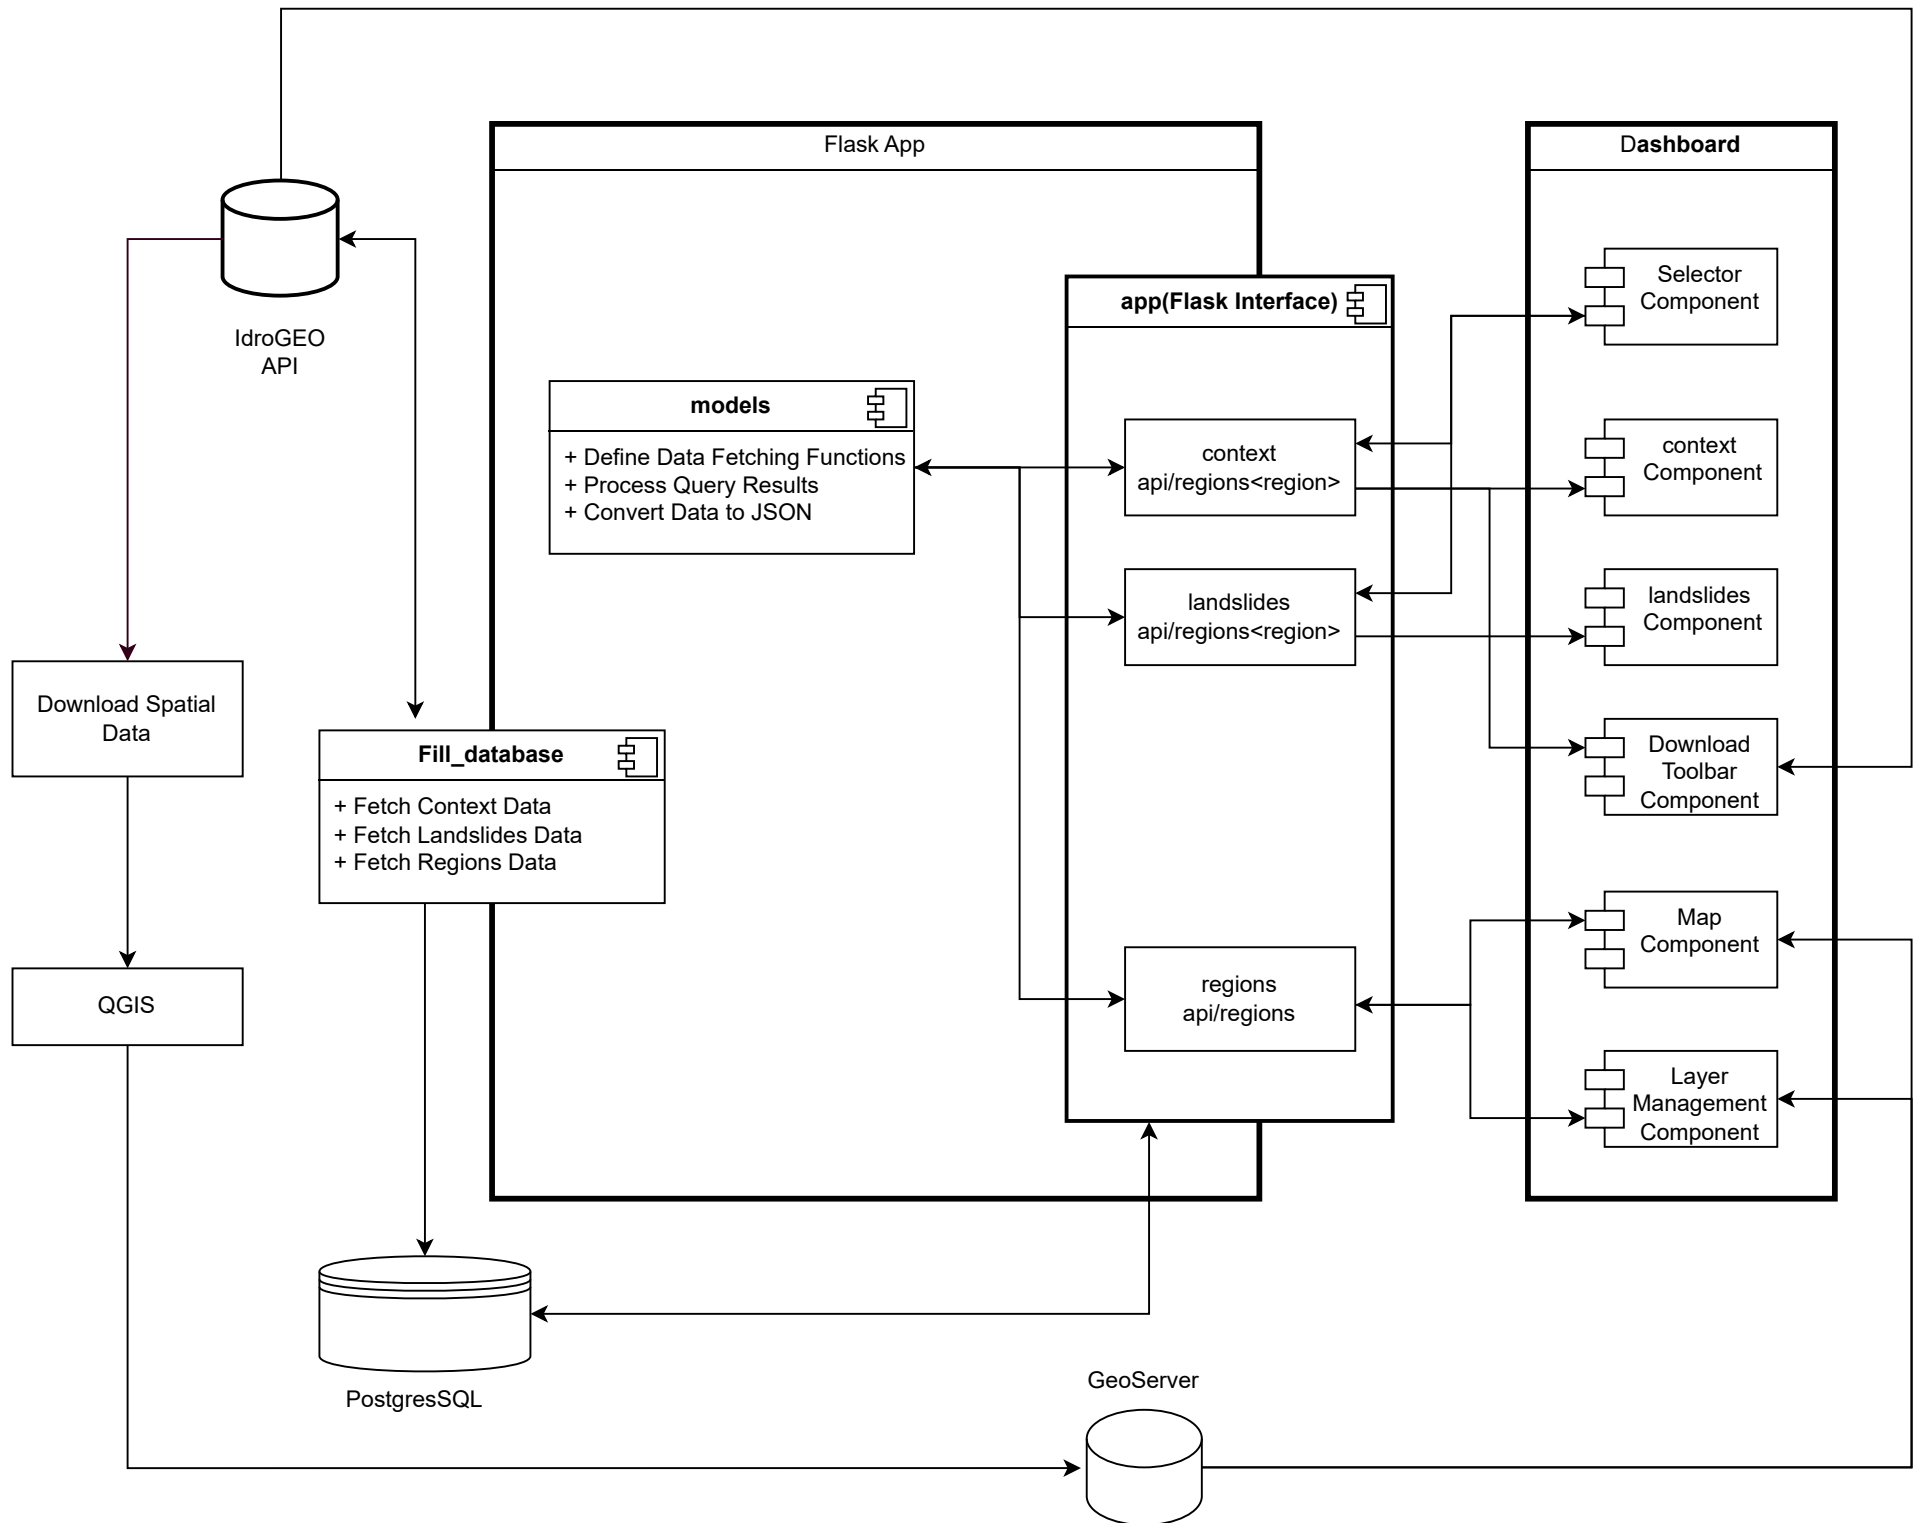 Flask App
Dashboard
IdroGEO
API
app(Flask Interface)
Selector
Component
models
+ Define Data Fetching Functions
+ Process Query Results
+ Convert Data to JSON
context
api/regions<region>
context
Component
landslides
api/regions<region>
landslides
Component
Download Spatial
Data
Fill_database
+ Fetch Context Data
+ Fetch Landslides Data
+ Fetch Regions Data
Download
Toolbar
Component
Map
Component
QGIS
regions
api/regions
Layer
Management
Component
PostgresSQL
GeoServer